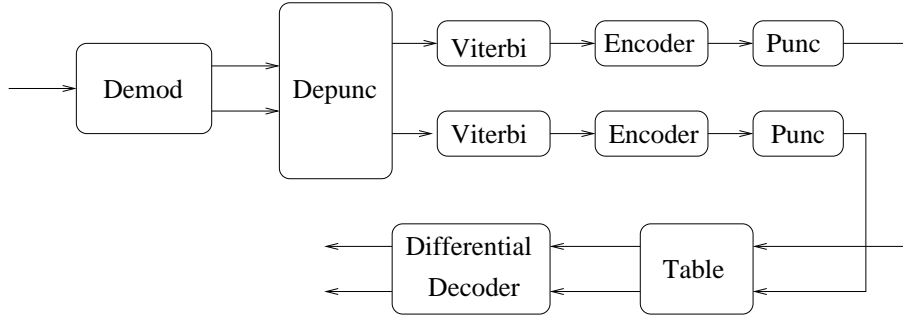 Demod
Depunc
Viterbi
Encoder
Punc
Viterbi
Encoder
Punc
Differential
Decoder
Table